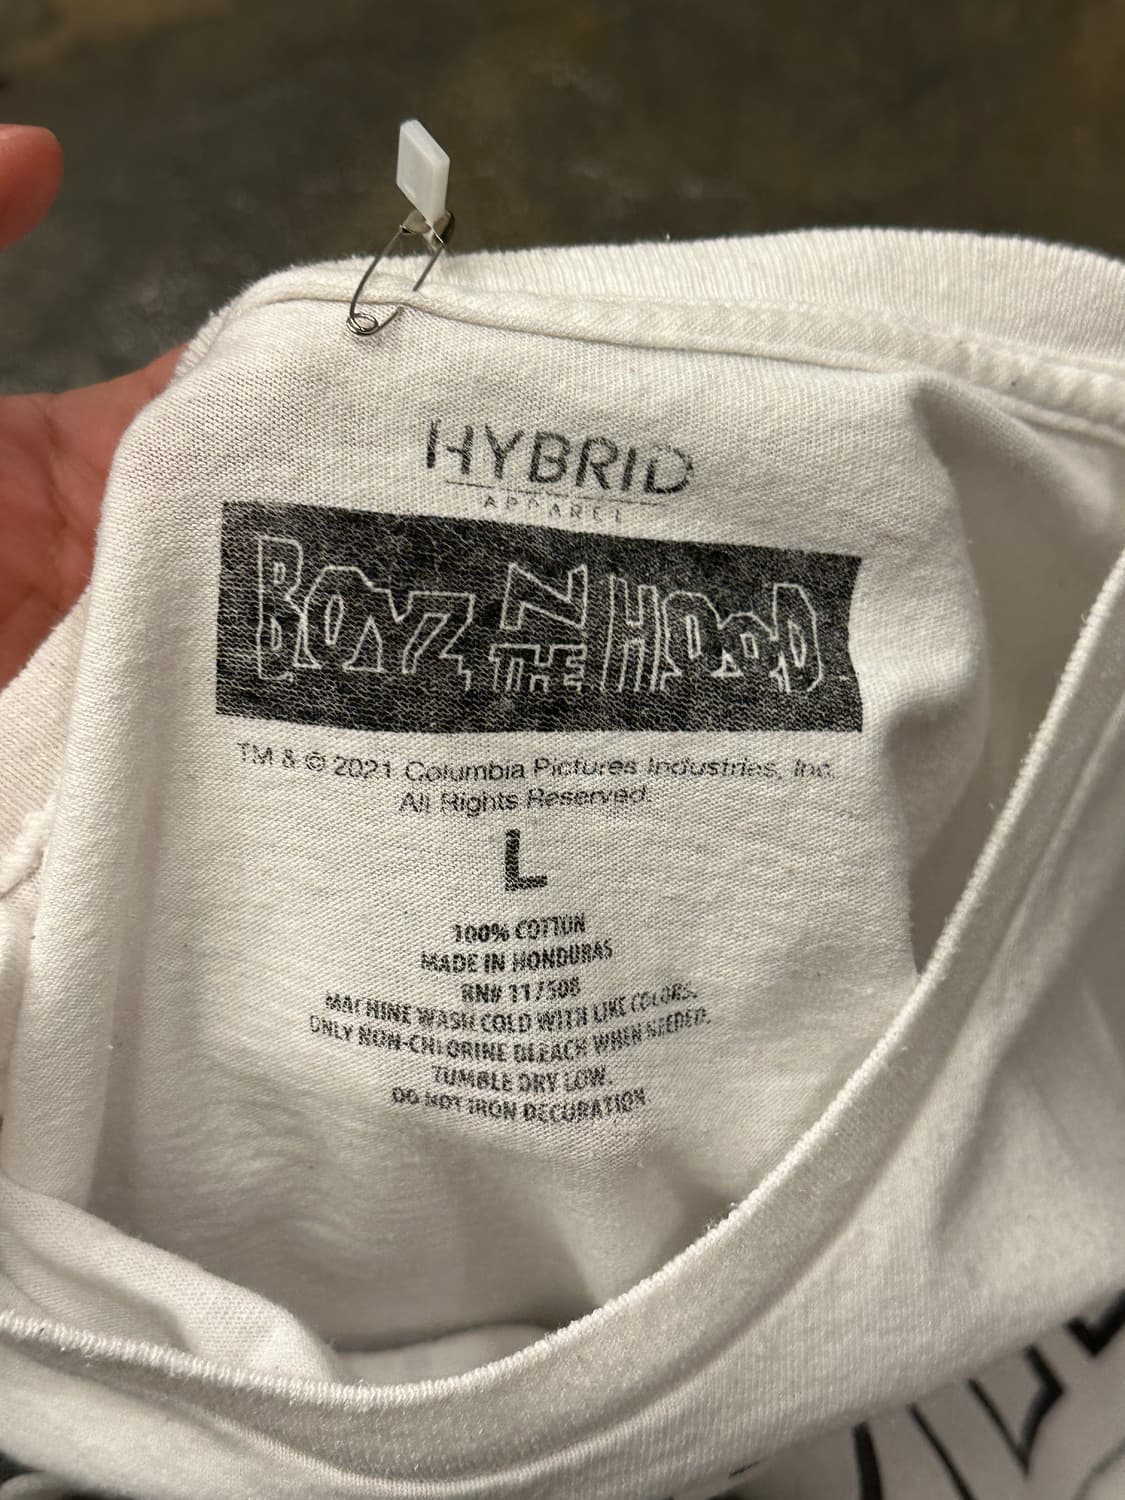 HYBRID
APPAREL
BOYZ N THE HOOD
TM & © 2021 Columbia Pictures Industries, Inc.
All Rights Reserved.
L
100% COTTON
MADE IN HONDURAS
RN# 117508
MACHINE WASH COLD WITH LIKE COLORS.
ONLY NON-CHLORINE BLEACH WHEN NEEDED.
TUMBLE DRY LOW.
DO NOT IRON DECORATION